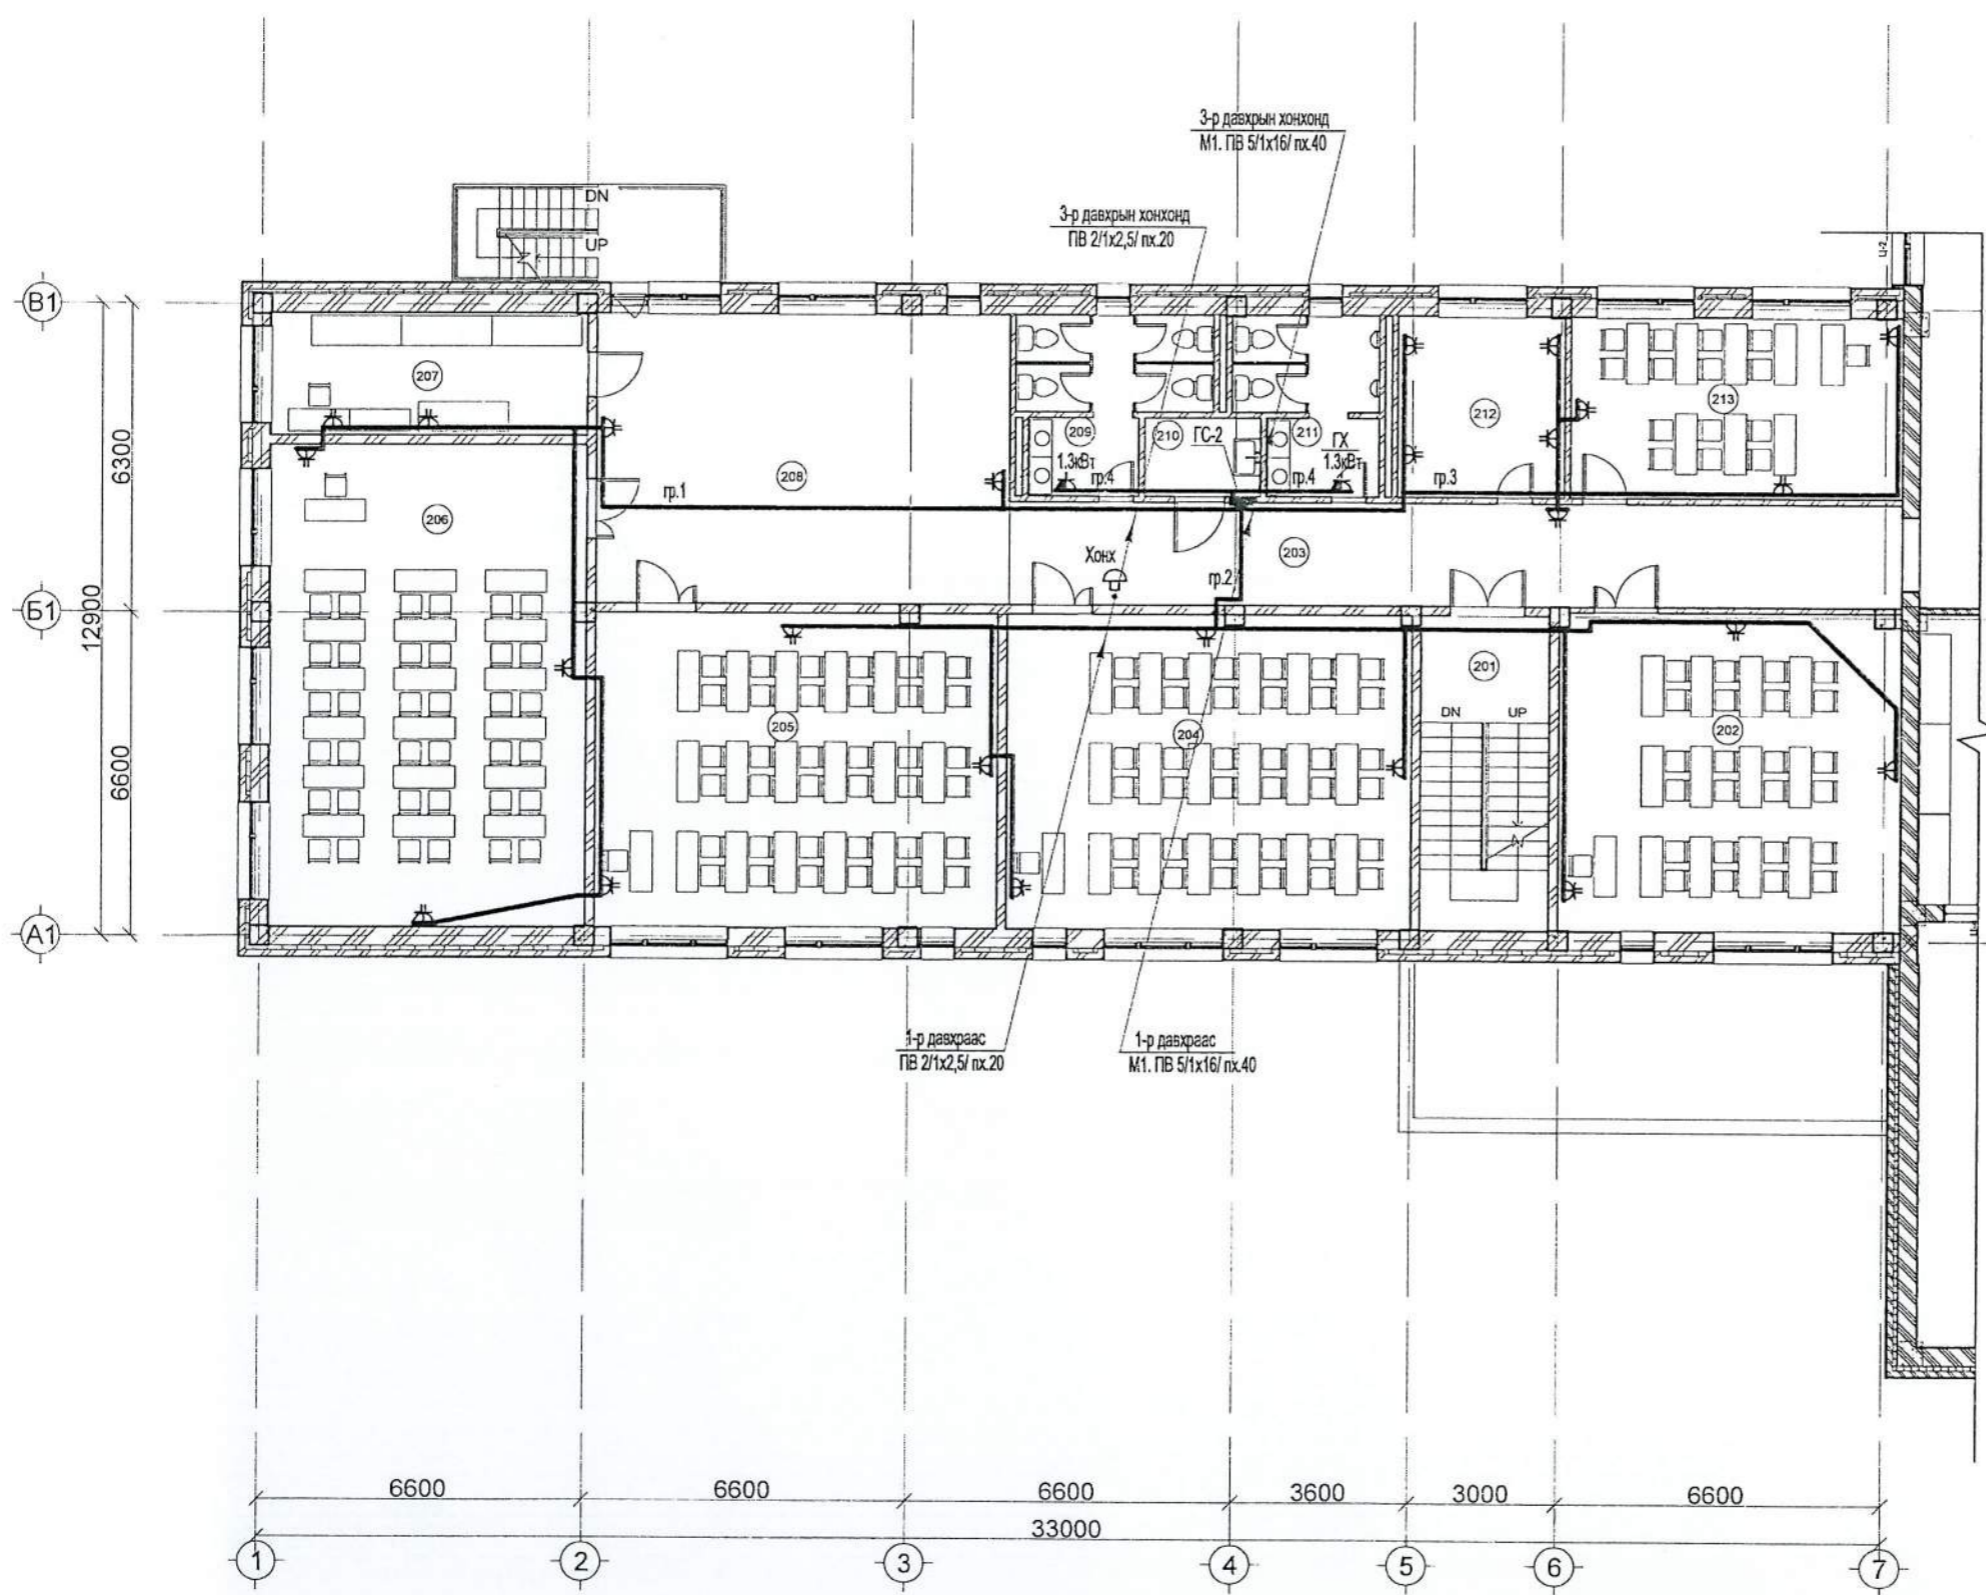 3-р давхрын хонхонд
М1. ПВ 5/1х16/ пх.40
3-р давхрын хонхонд
ПВ 2/1х2,5/ пх.20
DN
UP
ц-2
В1
207
209
210
ГС-2
211
ГХ
1.3кВт
1.3кВт
гр.4
гр.4
212
213
гр.3
6300
208
гр.1
206
Хонх
203
гр.2
Б1
12900
201
DN
UP
205
204
202
6600
А1
1-р давхраас
ПВ 2/1х2,5/ пх.20
1-р давхраас
М1. ПВ 5/1х16/ пх.40
6600
6600
6600
3600
3000
6600
33000
1
2
3
4
5
6
7